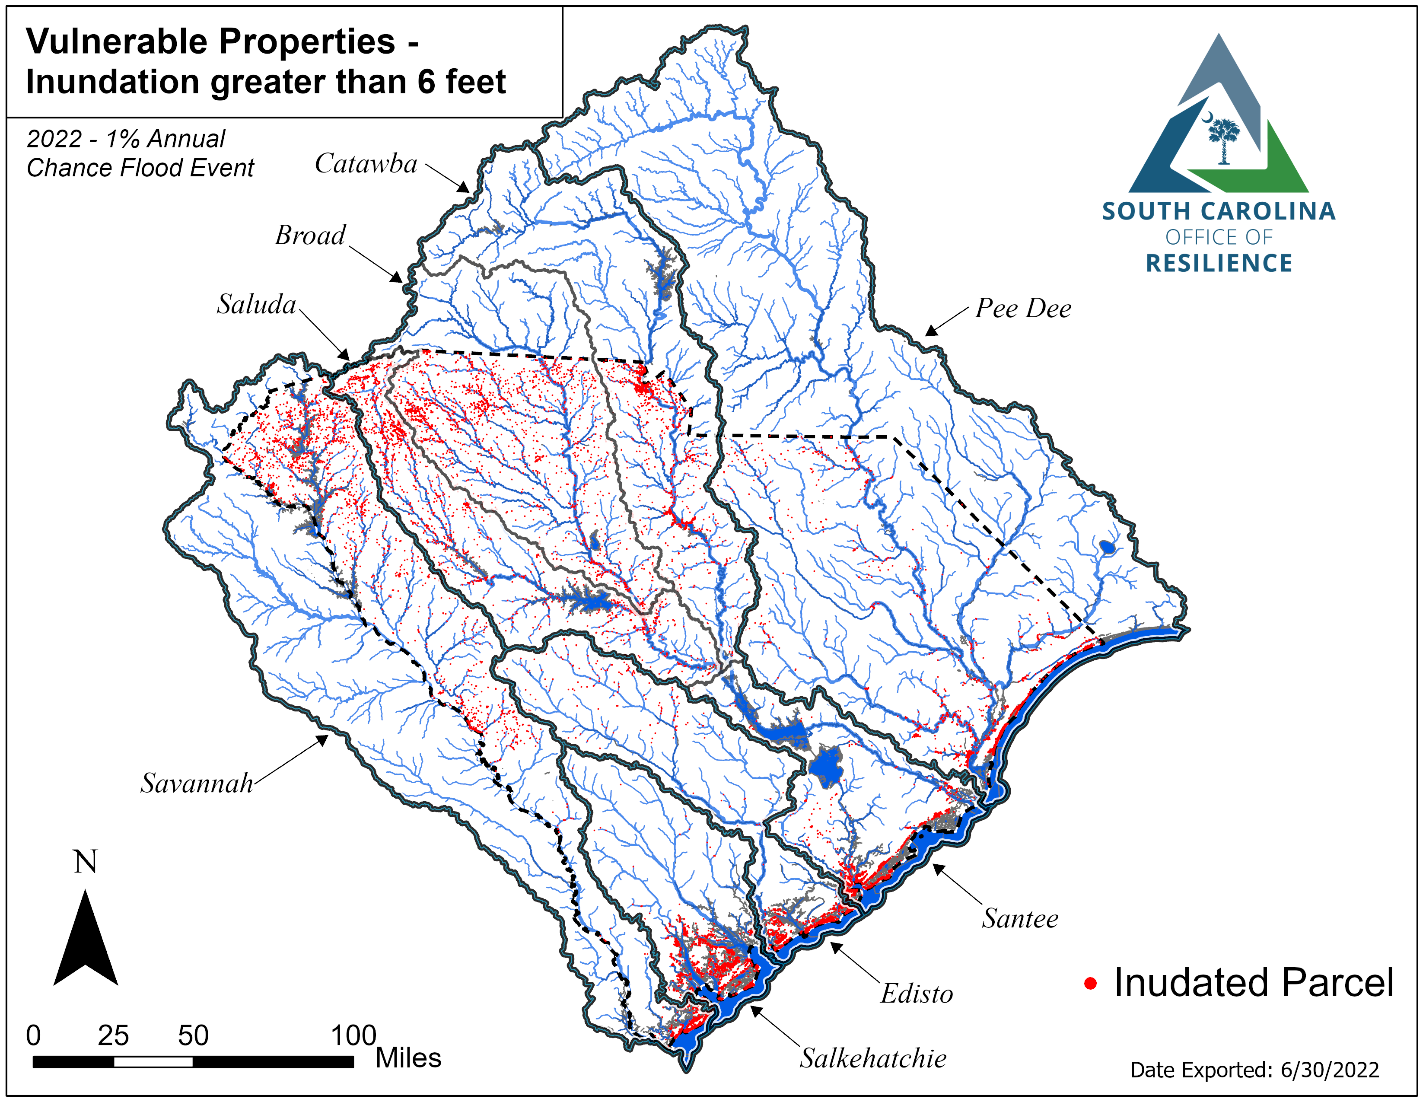 Vulnerable Properties -
Inundation greater than 6 feet
2022 - 1% Annual
Chance Flood Event
Catawba
Broad
Saluda
SOUTH CAROLINA
OFFICE OF
RESILIENCE
Pee Dee
Savannah
N
Santee
Edisto
Salkehatchie
Inudated Parcel
0 25 50 100
Miles
Date Exported: 6/30/2022